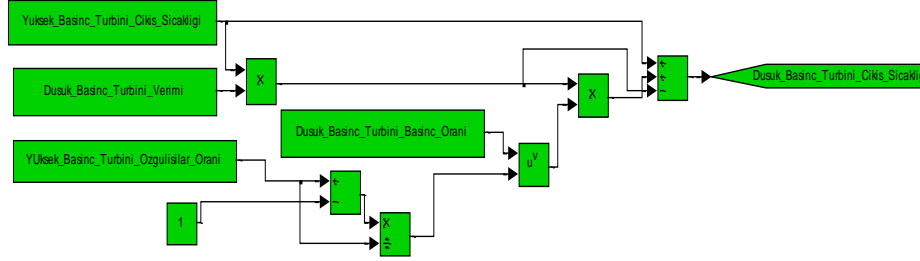 Yuksek_Basinc_Turbini_Cikis_Sicakligi
Dusuk_Basinc_Turbini_Verimi
X
X
+
+
−
Dusuk_Basinc_Turbini_Cikis_Sicakli
Dusuk_Basinc_Turbini_Basinc_Orani
u^v
YUksek_Basinc_Turbini_Ozgulisilar_Orani
+
−
1
X
÷